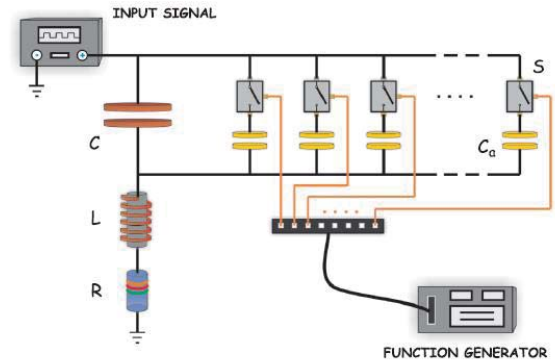 INPUT SIGNAL
S
C
Cₐ
L
R
FUNCTION GENERATOR